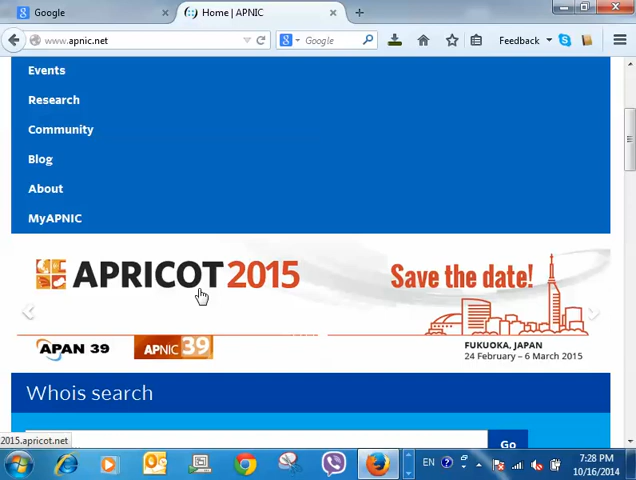 Google
Home | APNIC
www.apnic.net
Google
Feedback
Events
Research
Community
Blog
About
MyAPNIC
APRICOT 2015
Save the date!
APAN 39
APNIC 39
FUKUOKA, JAPAN
24 February – 6 March 2015
Whois search
Go
2015.apricot.net
EN
7:28 PM
10/16/2014